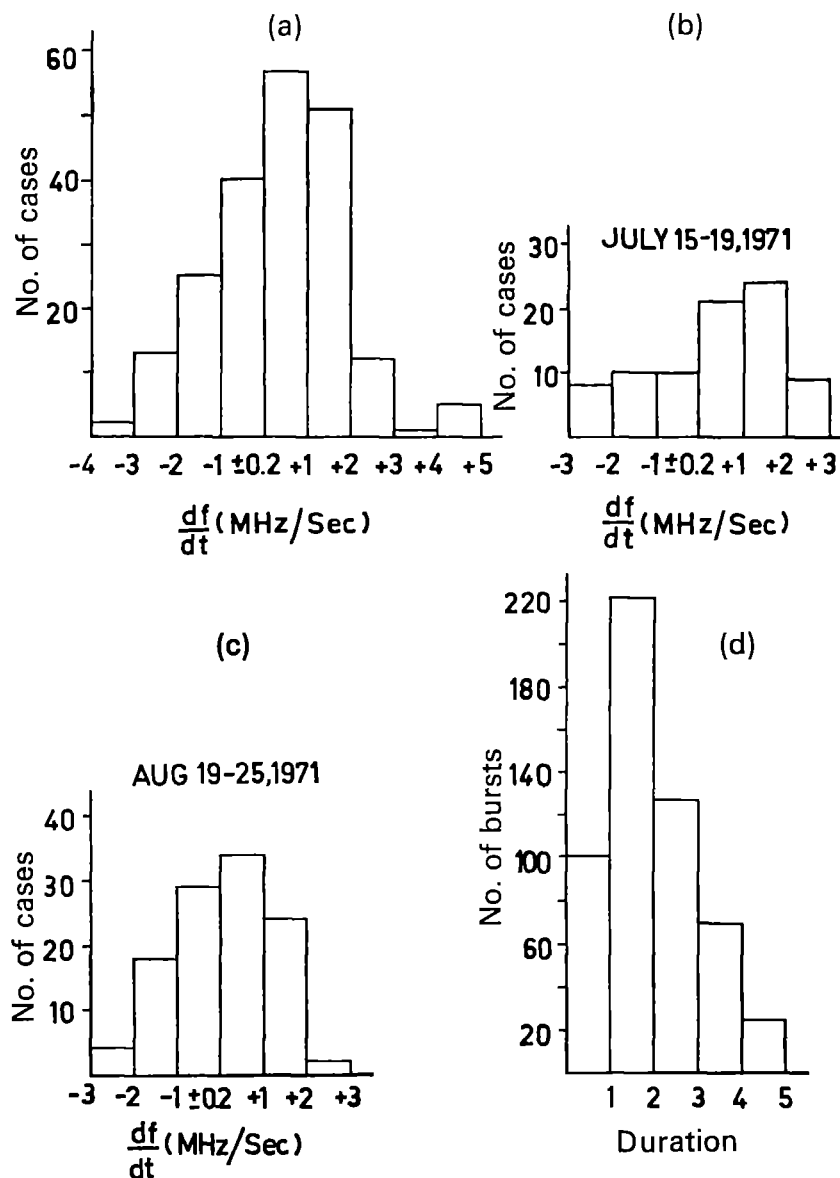 (a)
60
40
20
No. of cases
-4 -3 -2 -1 ±0.2 +1 +2 +3 +4 +5
df/dt (MHz/Sec)
(b)
JULY 15-19,1971
30
20
10
No. of cases
-3 -2 -1 ±0.2 +1 +2 +3
df/dt (MHz/Sec)
(c)
AUG 19-25,1971
40
30
20
10
No. of cases
-3 -2 -1 ±0.2 +1 +2 +3
df/dt (MHz/Sec)
(d)
220
180
140
100
60
20
No. of bursts
1 2 3 4 5
Duration